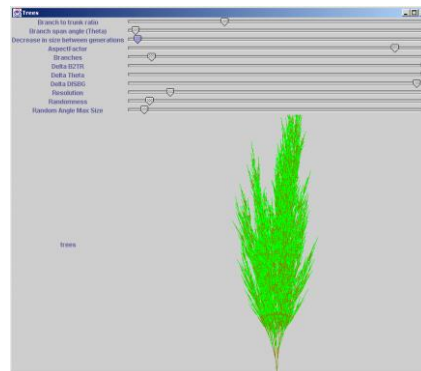 Trees
Branch to trunk ratio
Branch span angle (Theta)
Decrease in size between generations
AspectFactor
Branches
Delta B2TR
Delta Theta
Delta DISBG
Resolution
Randomness
Random Angle Max Size
trees